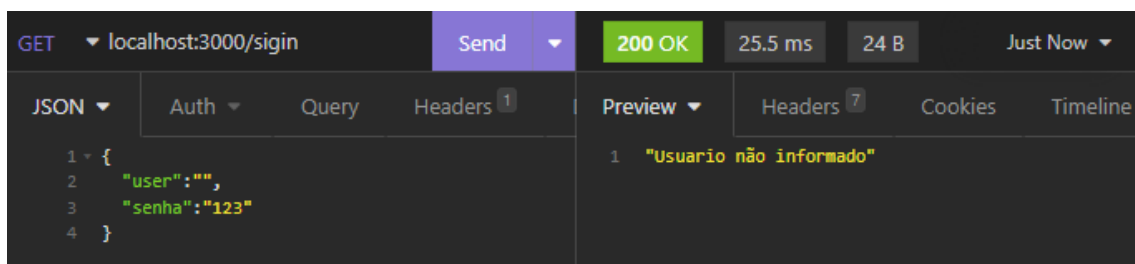 GET localhost:3000/sigin Send 200 OK 25.5 ms 24 B Just Now
JSON Auth Query Headers 1 Preview Headers 7 Cookies Timeline
1 { 1 "Usuario não informado"
2 "user":"",
3 "senha":"123"
4 }